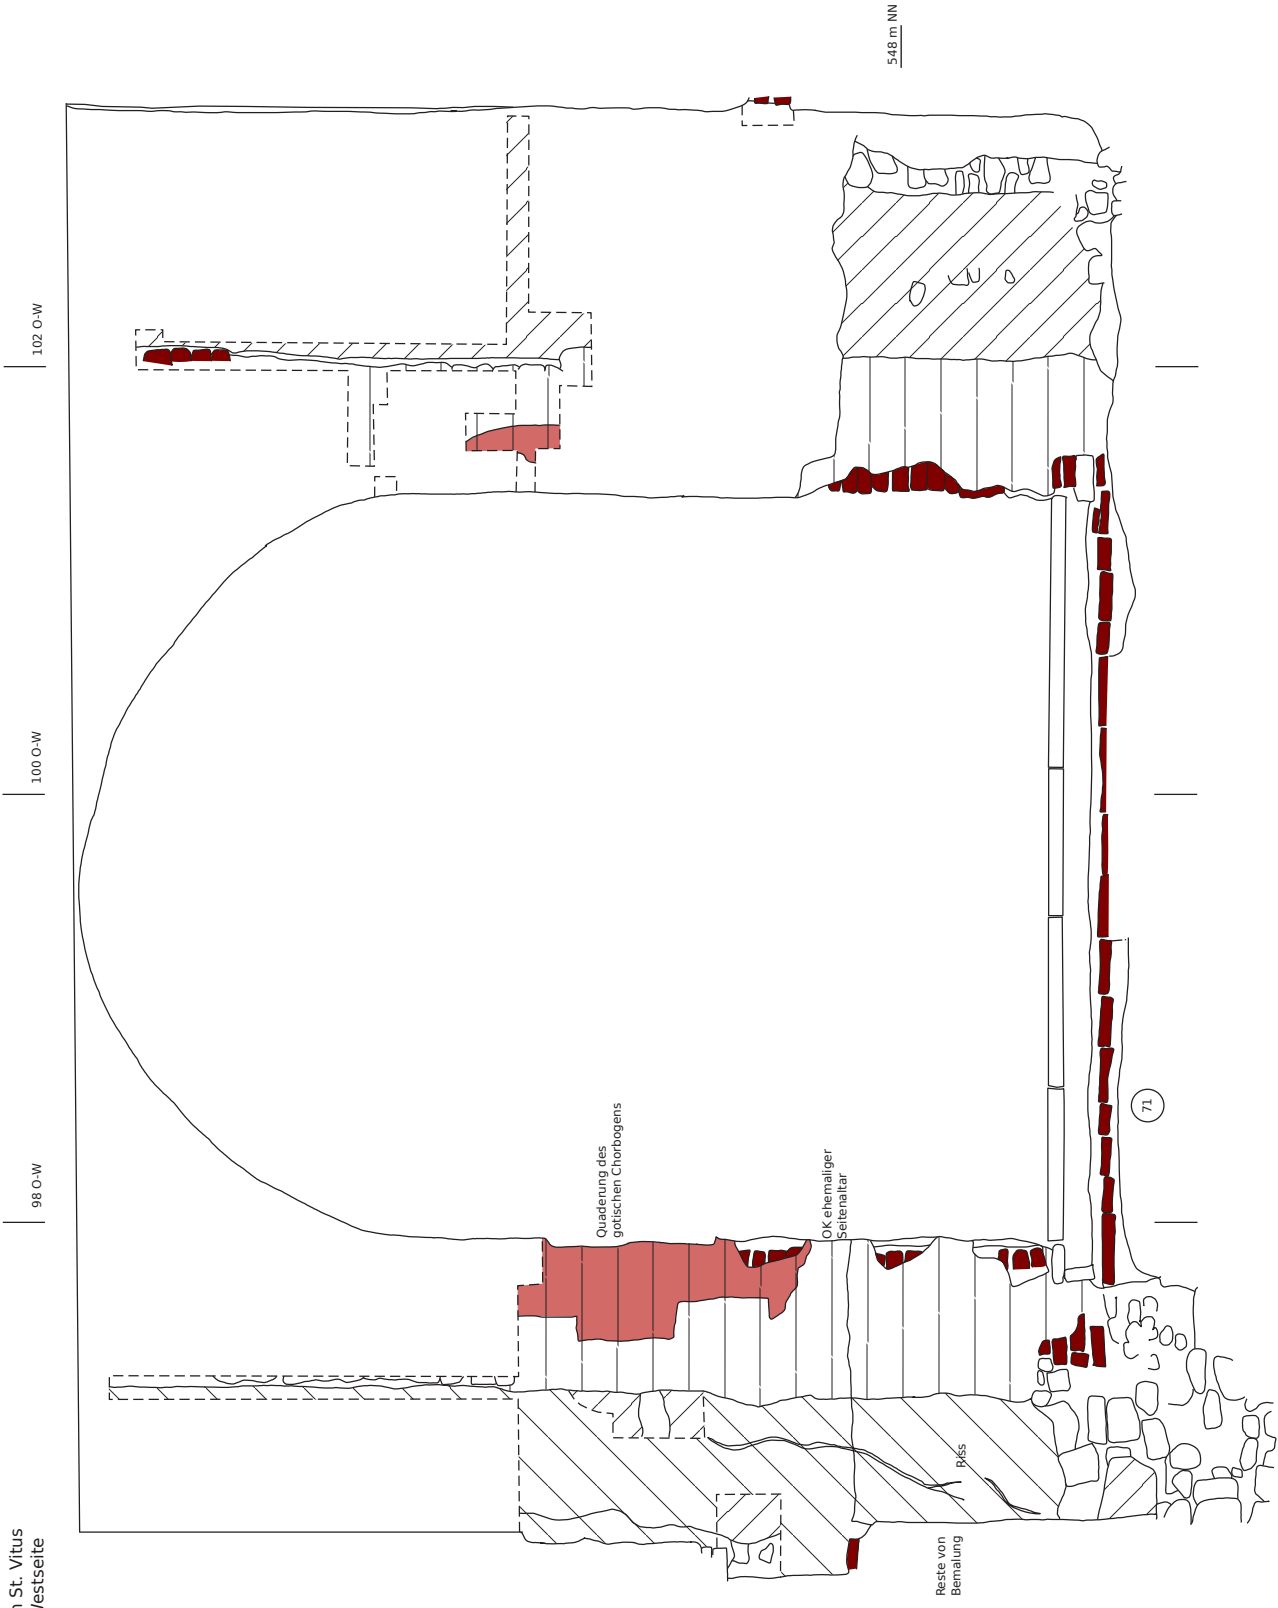 St. Vitus
98 O-W
100 O-W
102 O-W
548 m NN
Quaderung des
gotischen Chorbogens
OK ehemaliger
Seitenaltar
Riss
Reste von
Bemalung
71